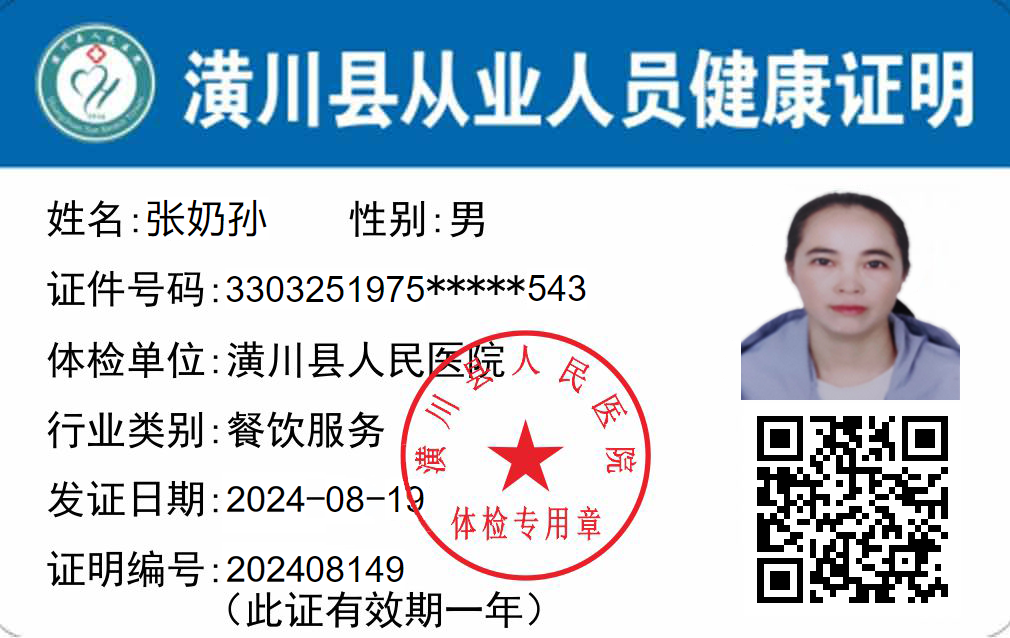 潢川县从业人员健康证明
姓名:张奶孙 性别:男
证件号码:3303251975*****543
体检单位:潢川县人民医院
行业类别:餐饮服务
发证日期:2024-08-19
证明编号:202408149
(此证有效期一年)
潢川县人民医院
体检专用章